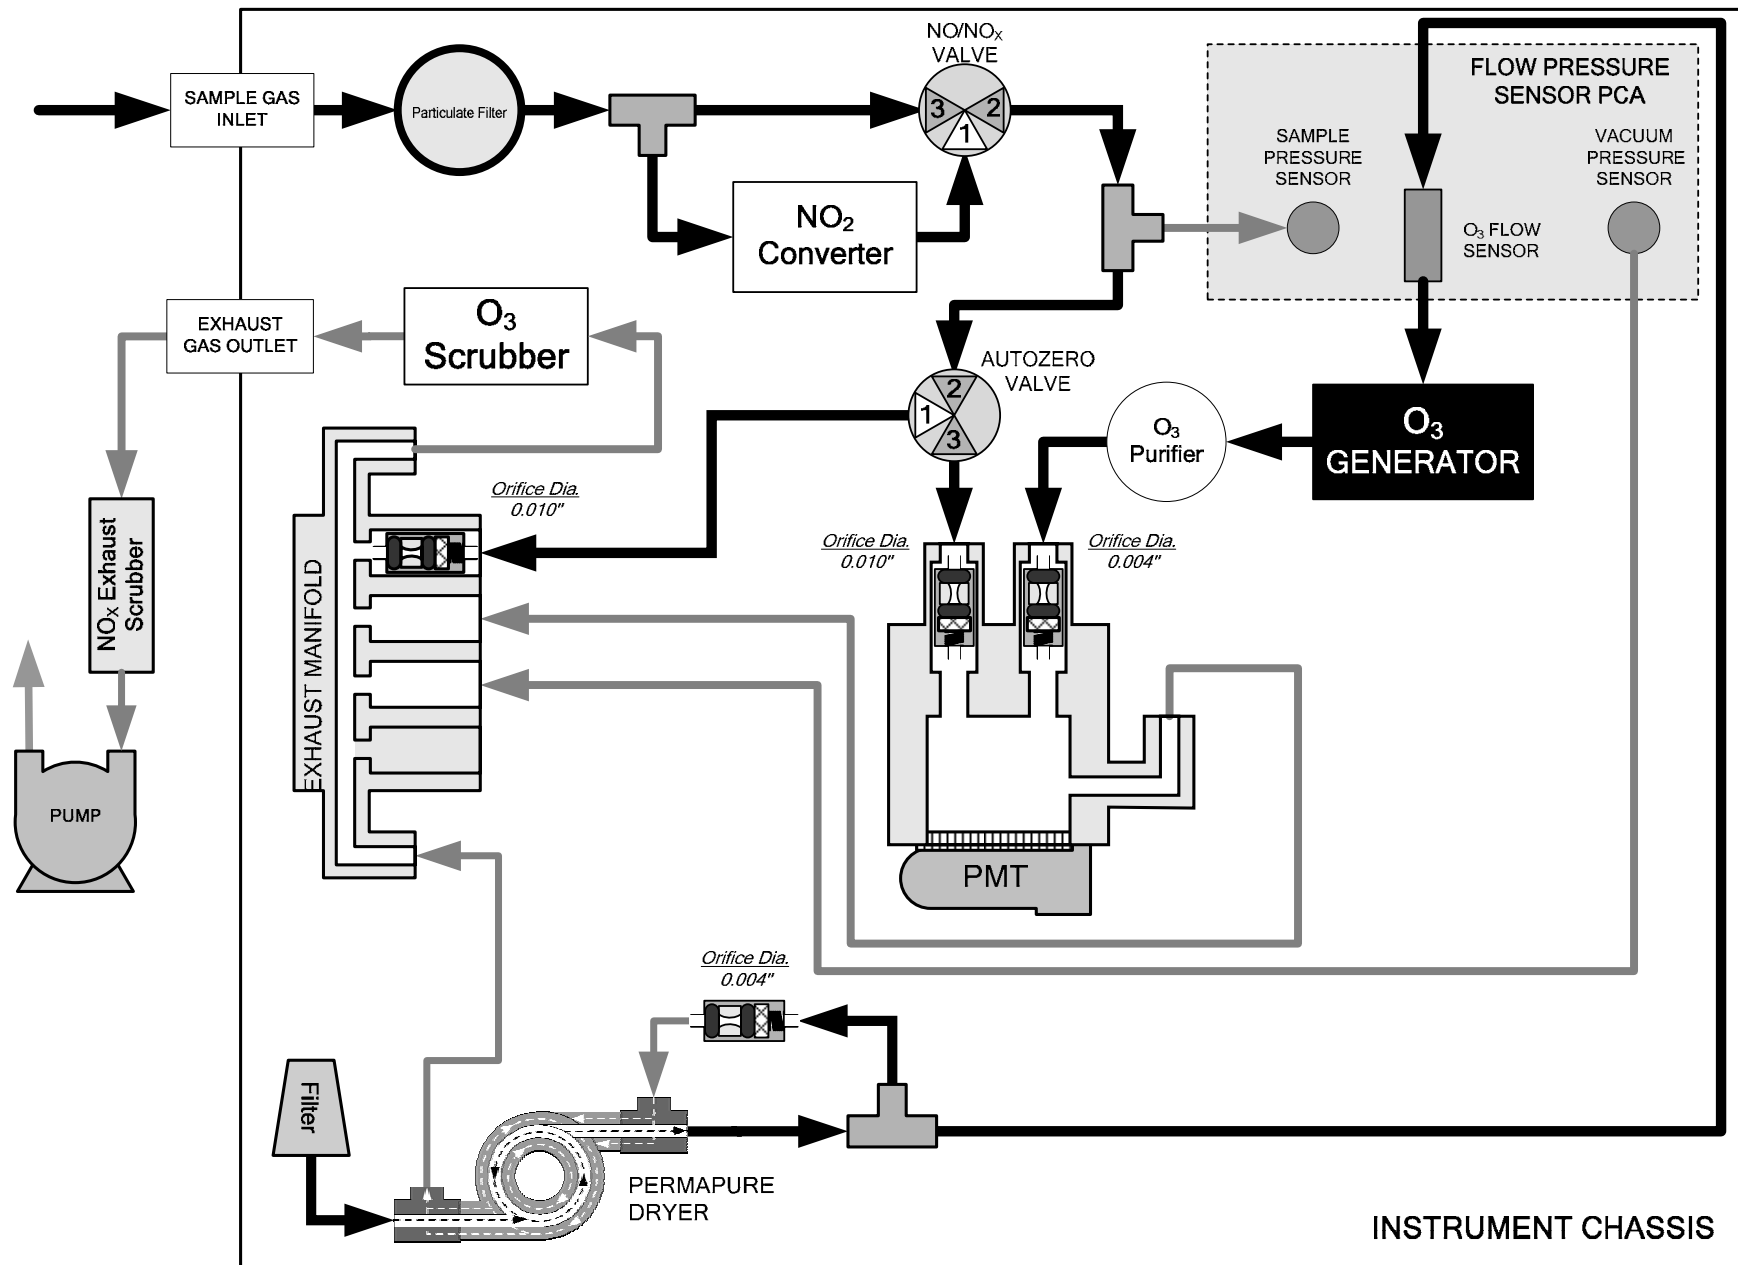 NO/NOX
VALVE
FLOW PRESSURE
SENSOR PCA
SAMPLE GAS
INLET
Particulate Filter
3
2
1
SAMPLE
PRESSURE
SENSOR
VACUUM
PRESSURE
SENSOR
NO2
Converter
O3 FLOW
SENSOR
EXHAUST
GAS OUTLET
O3
Scrubber
AUTOZERO
VALVE
2
1
3
O3
Purifier
O3
GENERATOR
Orifice Dia.
0.010"
Orifice Dia.
0.010"
Orifice Dia.
0.004"
NOX Exhaust
Scrubber
EXHAUST MANIFOLD
PUMP
PMT
Orifice Dia.
0.004"
Filter
PERMAPURE
DRYER
INSTRUMENT CHASSIS